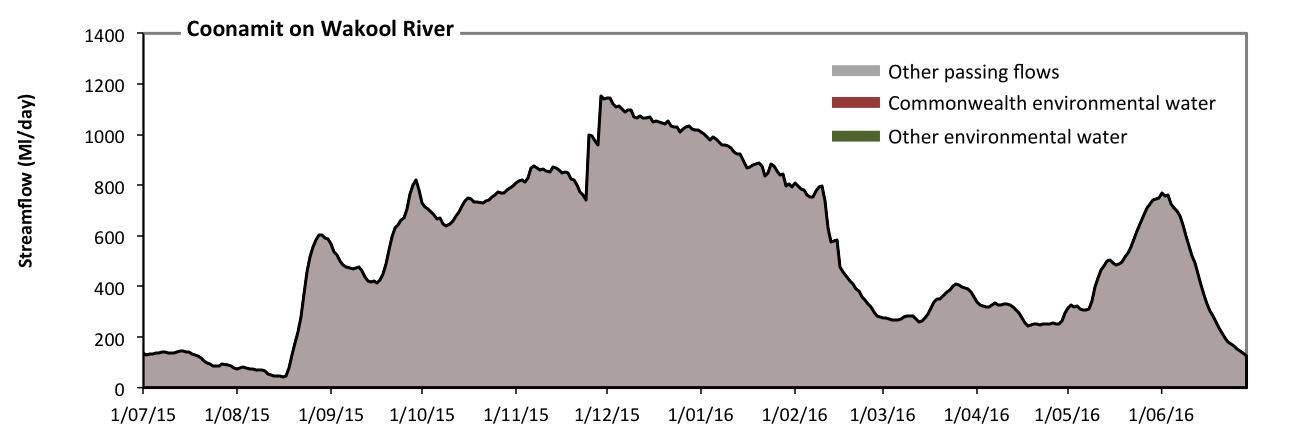 Coonamit on Wakool River
Streamflow (Ml/day)
1400
1200
1000
800
600
400
200
0
Other passing flows
Commonwealth environmental water
Other environmental water
1/07/15 1/08/15 1/09/15 1/10/15 1/11/15 1/12/15 1/01/16 1/02/16 1/03/16 1/04/16 1/05/16 1/06/16